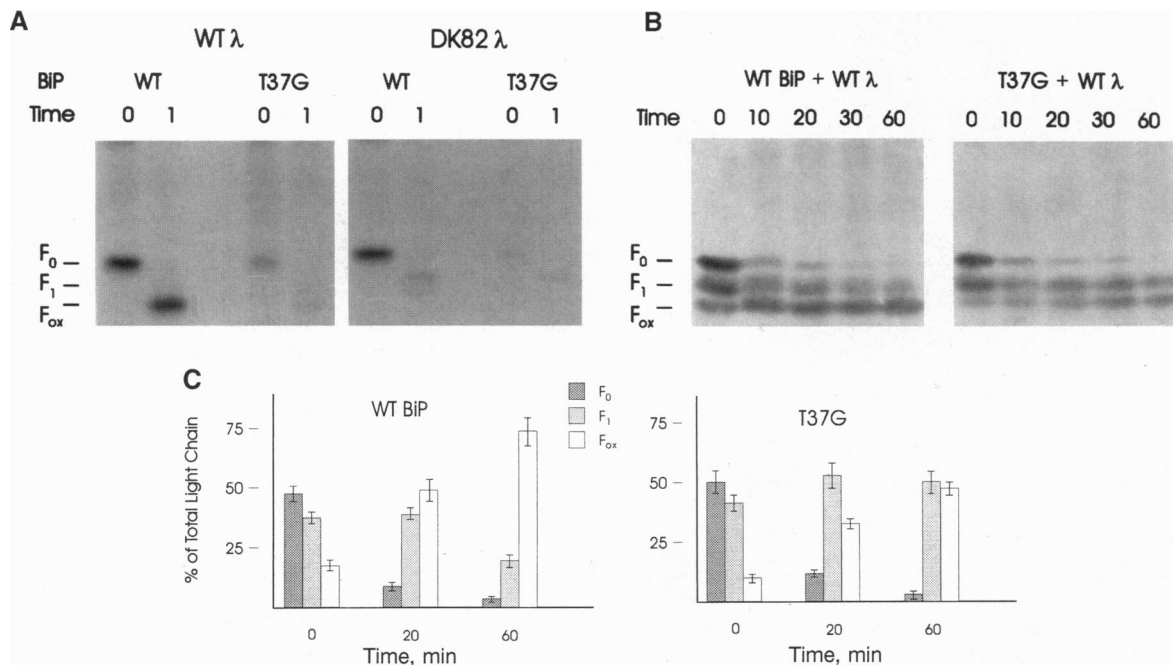 A
WT λ DK82 λ
BiP WT T37G WT T37G
Time 0 1 0 1 0 1 0 1
F₀
F₁
Fₒₓ
B
WT BiP + WT λ T37G + WT λ
Time 0 10 20 30 60 0 10 20 30 60
F₀
F₁
Fₒₓ
C
WT BiP
F₀
F₁
Fₒₓ
% of Total Light Chain
75
50
25
0 20 60
Time, min
T37G
75
50
25
0 20 60
Time, min